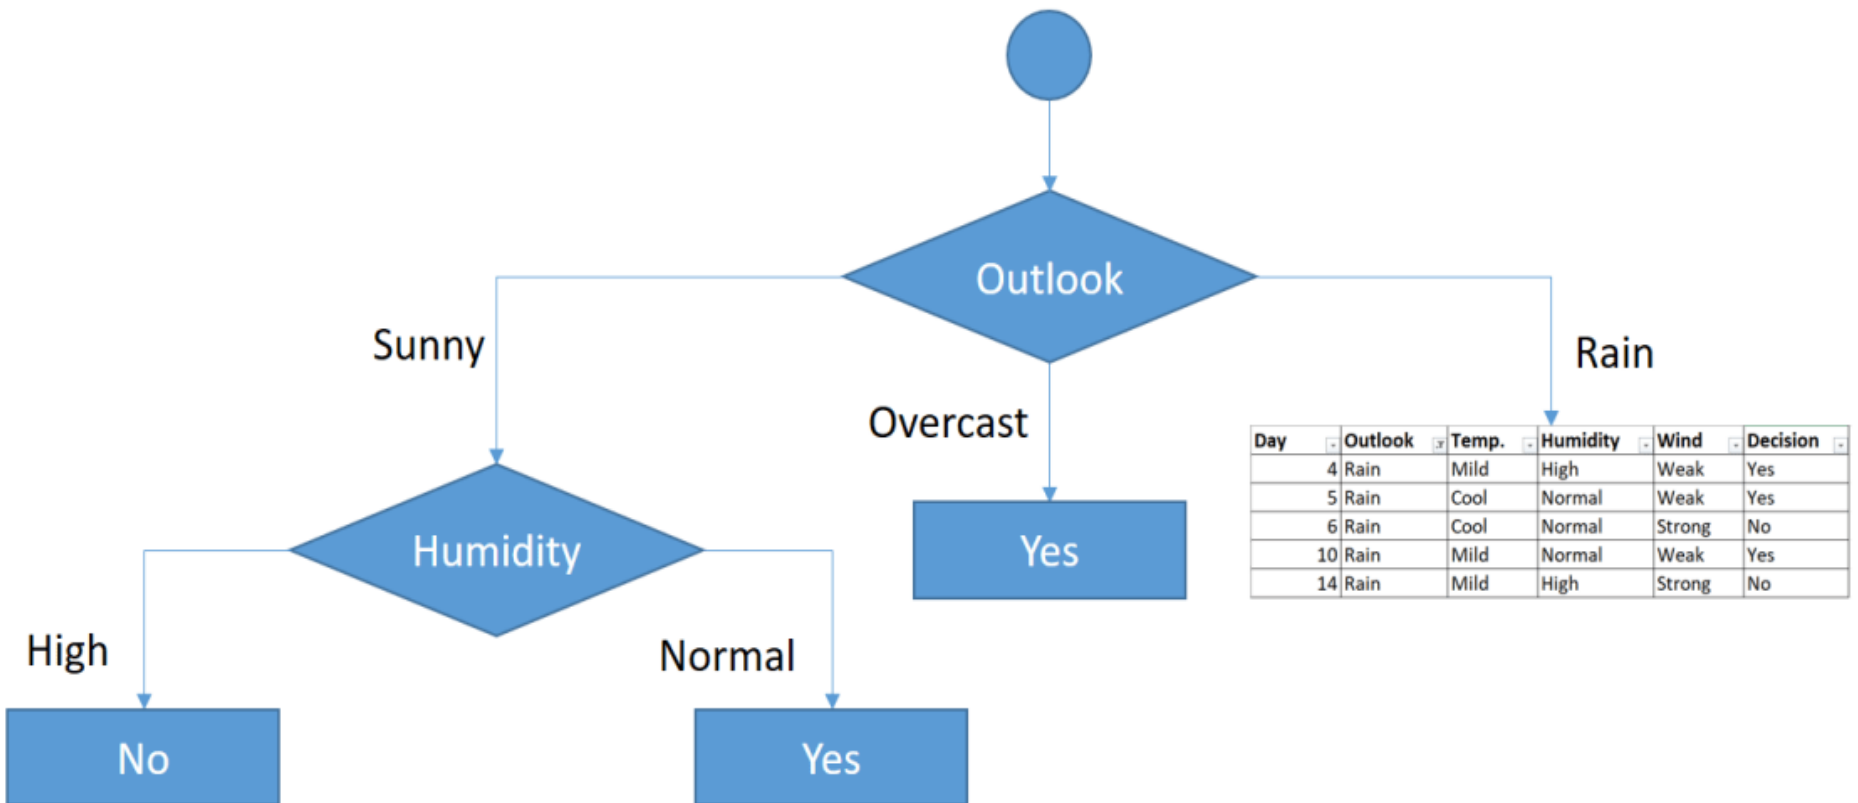 Outlook
Sunny
Rain
Overcast
Day Outlook Temp. Humidity Wind Decision
4 Rain Mild High Weak Yes
5 Rain Cool Normal Weak Yes
6 Rain Cool Normal Strong No
10 Rain Mild Normal Weak Yes
14 Rain Mild High Strong No
Humidity
Yes
High
Normal
No
Yes